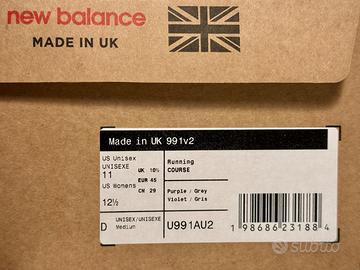 new balance
MADE IN UK
Made in UK 991v2
US Unisex
UNISEXE
11
US Womens
12½
UK 10½
EUR 45
CN 29
Running
COURSE
Purple / Grey
Violet / Gris
D
UNISEX/UNISEXE
Medium
U991AU2
1 98686 23188 4
subito